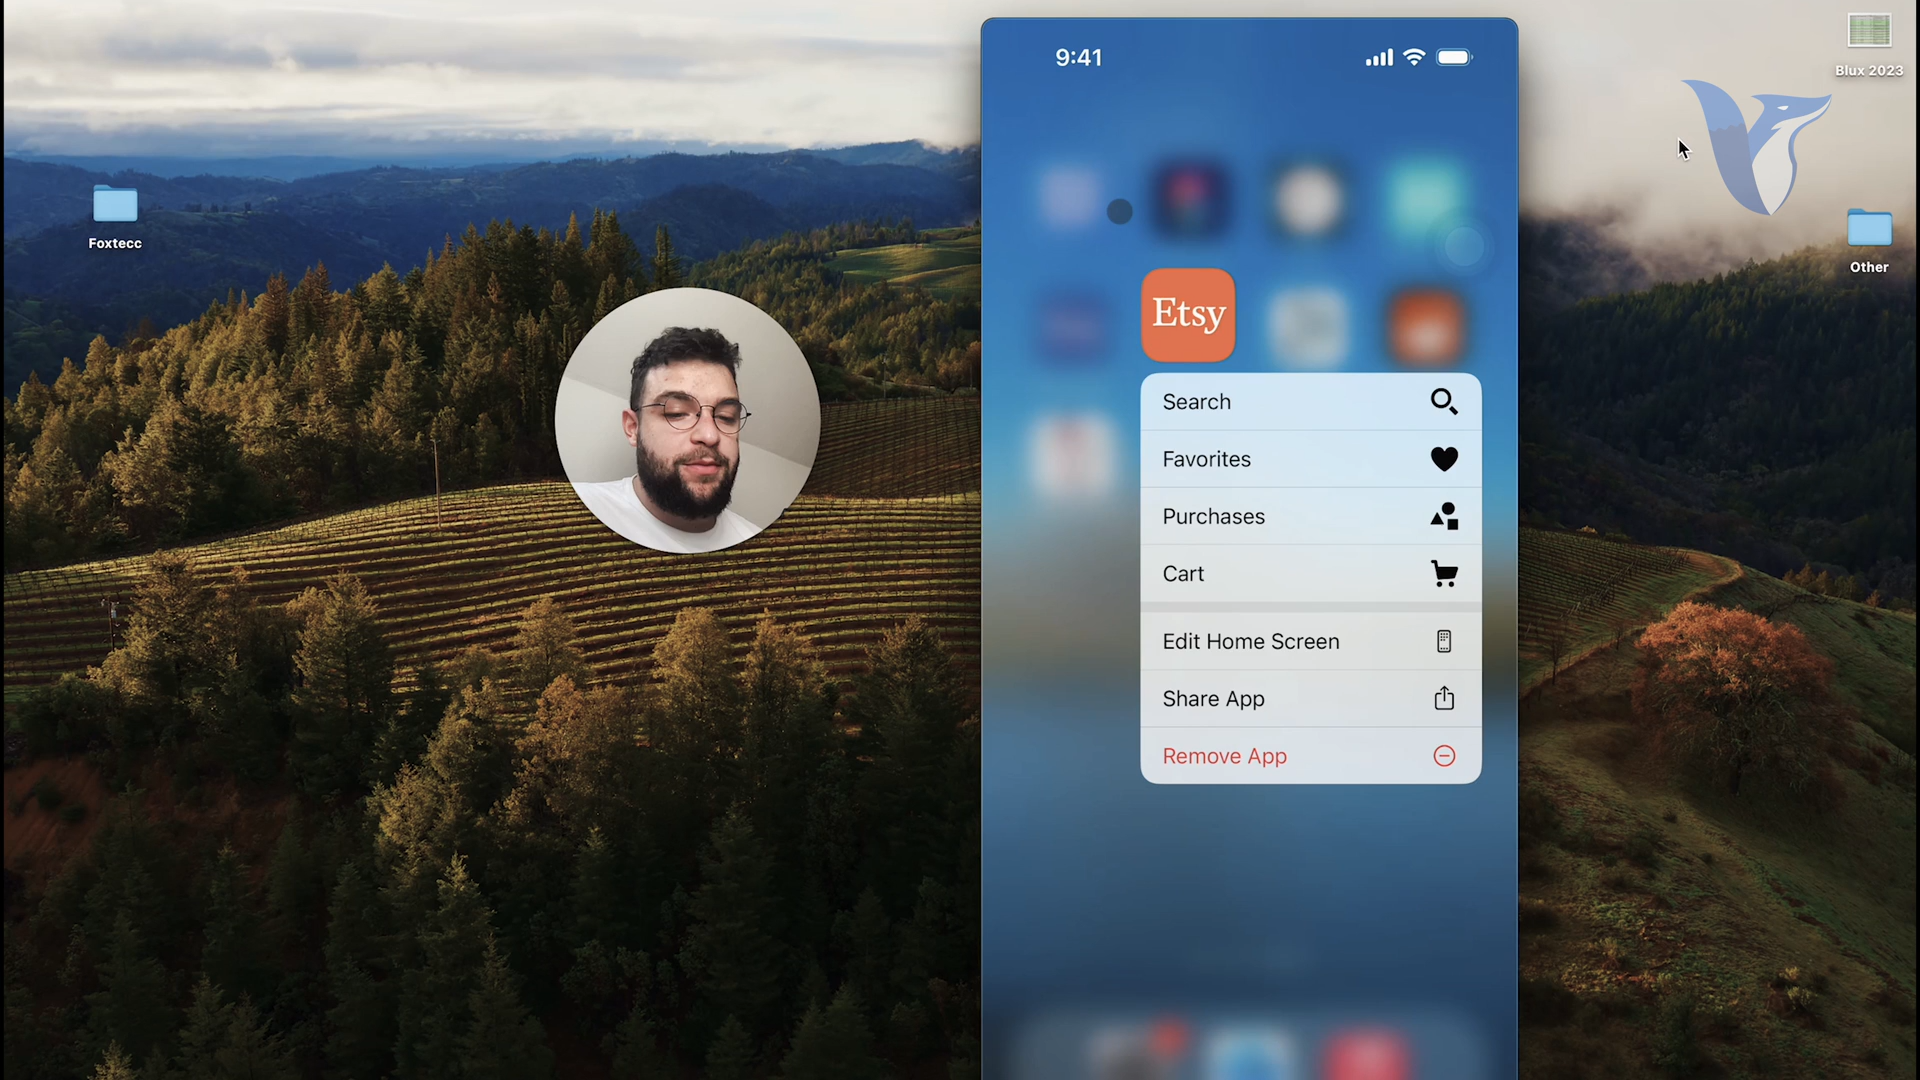 9:41
Blux 2023
Foxtecc
Other
Etsy
Search
Favorites
Purchases
Cart
Edit Home Screen
Share App
Remove App